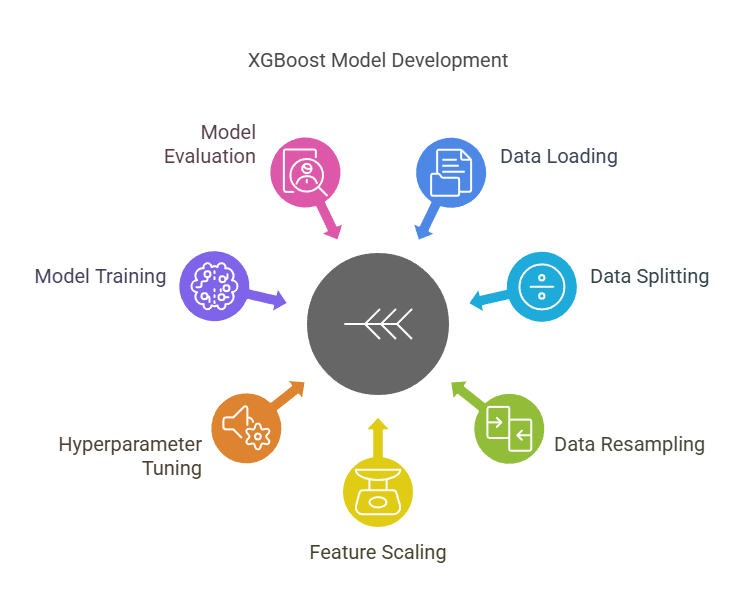 XGBoost Model Development
Model
Evaluation
Data Loading
Model Training
Data Splitting
Hyperparameter
Tuning
Data Resampling
Feature Scaling